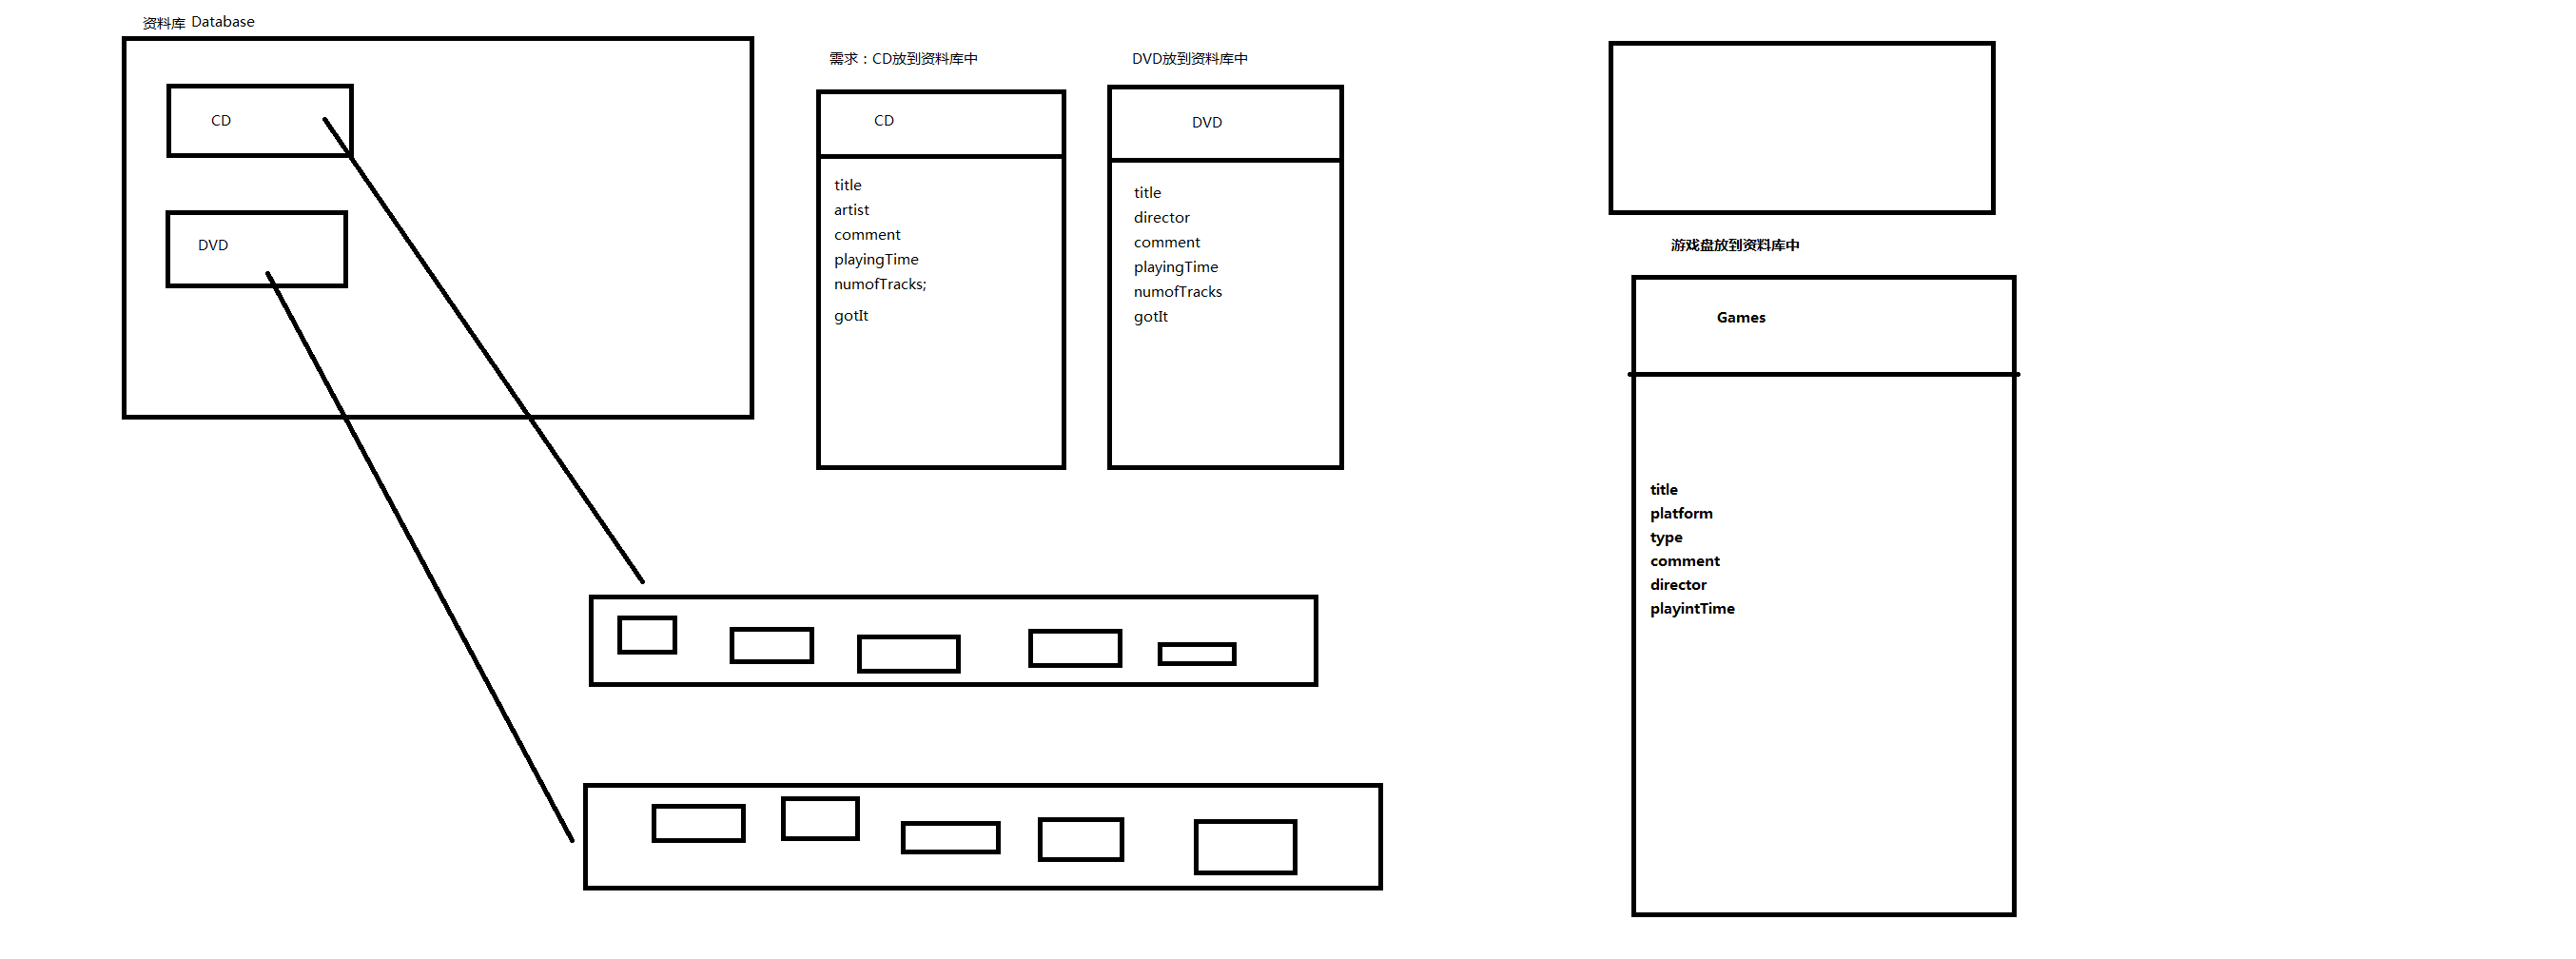 资料库 Database
CD
DVD
需求：CD放到资料库中
CD
title
artist
comment
playingTime
numofTracks;
gotIt
DVD放到资料库中
DVD
title
director
comment
playingTime
numofTracks
gotIt
游戏盘放到资料库中
Games
title
platform
type
comment
director
playintTime